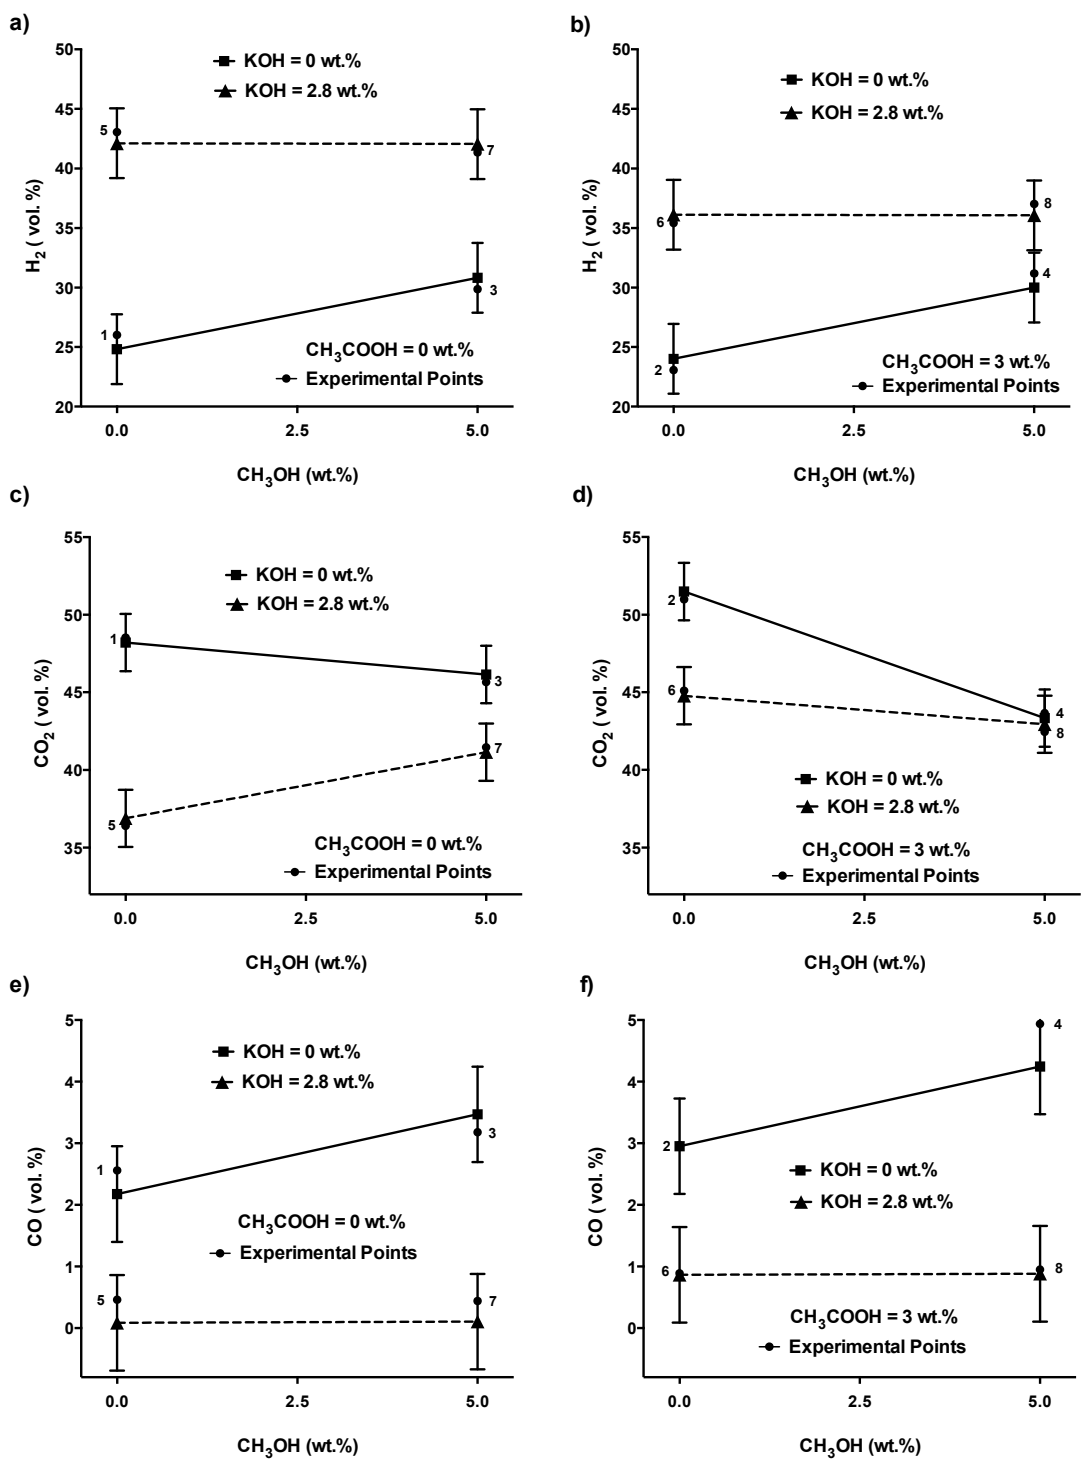 a)
50
45
40
35
30
25
20
H2 ( vol. %)
KOH = 0 wt.%
KOH = 2.8 wt.%
5
7
1
3
CH3COOH = 0 wt.%
Experimental Points
0.0 2.5 5.0
CH3OH (wt.%)
b)
50
45
40
35
30
25
20
H2 ( vol. %)
KOH = 0 wt.%
KOH = 2.8 wt.%
6
8
4
2
CH3COOH = 3 wt.%
Experimental Points
0.0 2.5 5.0
CH3OH (wt.%)
c)
55
50
45
40
35
CO2 ( vol. %)
KOH = 0 wt.%
KOH = 2.8 wt.%
1
3
7
5
CH3COOH = 0 wt.%
Experimental Points
0.0 2.5 5.0
CH3OH (wt.%)
d)
55
50
45
40
35
CO2 ( vol. %)
2
6
4
8
KOH = 0 wt.%
KOH = 2.8 wt.%
CH3COOH = 3 wt.%
Experimental Points
0.0 2.5 5.0
CH3OH (wt.%)
e)
5
4
3
2
1
0
CO ( vol. %)
KOH = 0 wt.%
KOH = 2.8 wt.%
1
3
CH3COOH = 0 wt.%
Experimental Points
5
7
0.0 2.5 5.0
CH3OH (wt.%)
f)
5
4
3
2
1
0
CO ( vol. %)
4
2
KOH = 0 wt.%
KOH = 2.8 wt.%
6
8
CH3COOH = 3 wt.%
Experimental Points
0.0 2.5 5.0
CH3OH (wt.%)